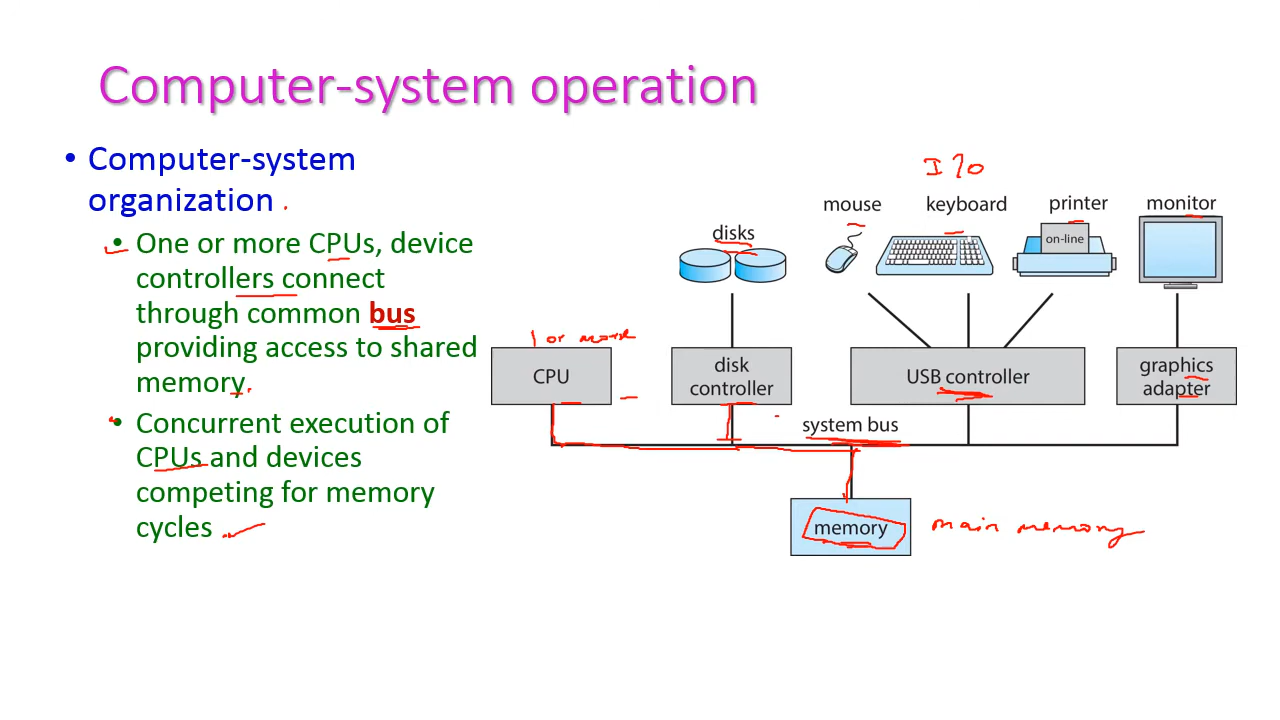 Computer-system operation
• Computer-system
organization
• One or more CPUs, device
controllers connect
through common bus
providing access to shared
memory.
• Concurrent execution of
CPUs and devices
competing for memory
cycles
I/O
mouse
keyboard
printer
monitor
disks
on-line
1 or more
CPU
disk
controller
USB controller
graphics
adapter
system bus
memory
main memory